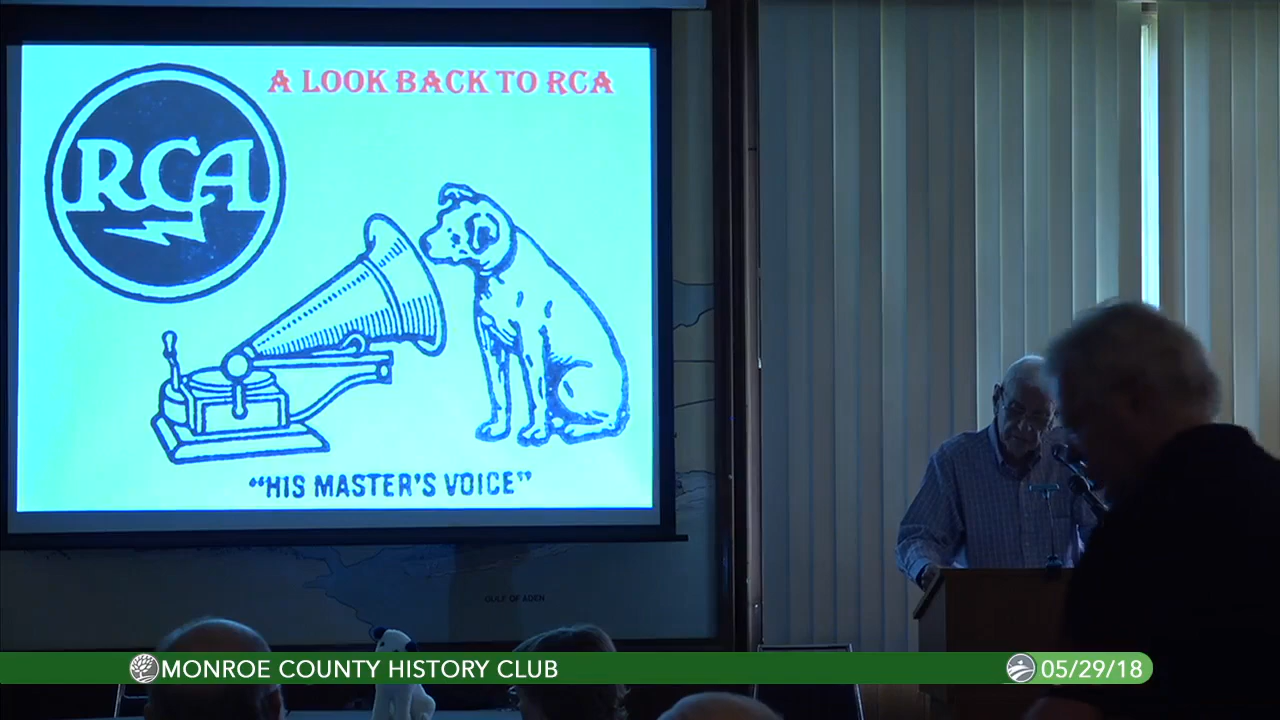 A LOOK BACK TO RCA
RCA
"HIS MASTER'S VOICE"
GULF OF ADEN
MONROE COUNTY HISTORY CLUB
05/29/18